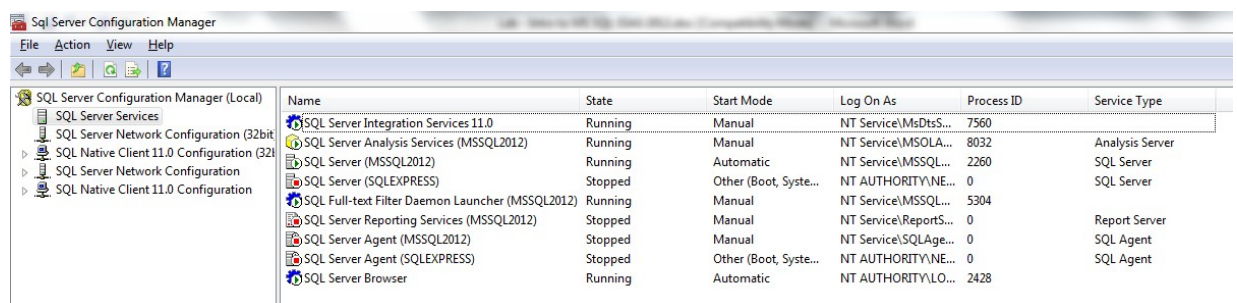 Sql Server Configuration Manager
File Action View Help
SQL Server Configuration Manager (Local)
SQL Server Services
SQL Server Network Configuration (32bit
SQL Native Client 11.0 Configuration (32b
SQL Server Network Configuration
SQL Native Client 11.0 Configuration
Name State Start Mode Log On As Process ID Service Type
SQL Server Integration Services 11.0 Running Manual NT Service\MsDtsS... 7560
SQL Server Analysis Services (MSSQL2012) Running Manual NT Service\MSOLA... 8032 Analysis Server
SQL Server (MSSQL2012) Running Automatic NT Service\MSSQL... 2260 SQL Server
SQL Server (SQLEXPRESS) Stopped Other (Boot, Syste... NT AUTHORITY\NE... 0 SQL Server
SQL Full-text Filter Daemon Launcher (MSSQL2012) Running Manual NT Service\MSSQL... 5304
SQL Server Reporting Services (MSSQL2012) Stopped Manual NT Service\ReportS... 0 Report Server
SQL Server Agent (MSSQL2012) Stopped Manual NT Service\SQLAge... 0 SQL Agent
SQL Server Agent (SQLEXPRESS) Stopped Other (Boot, Syste... NT AUTHORITY\NE... 0 SQL Agent
SQL Server Browser Running Automatic NT AUTHORITY\LO... 2428